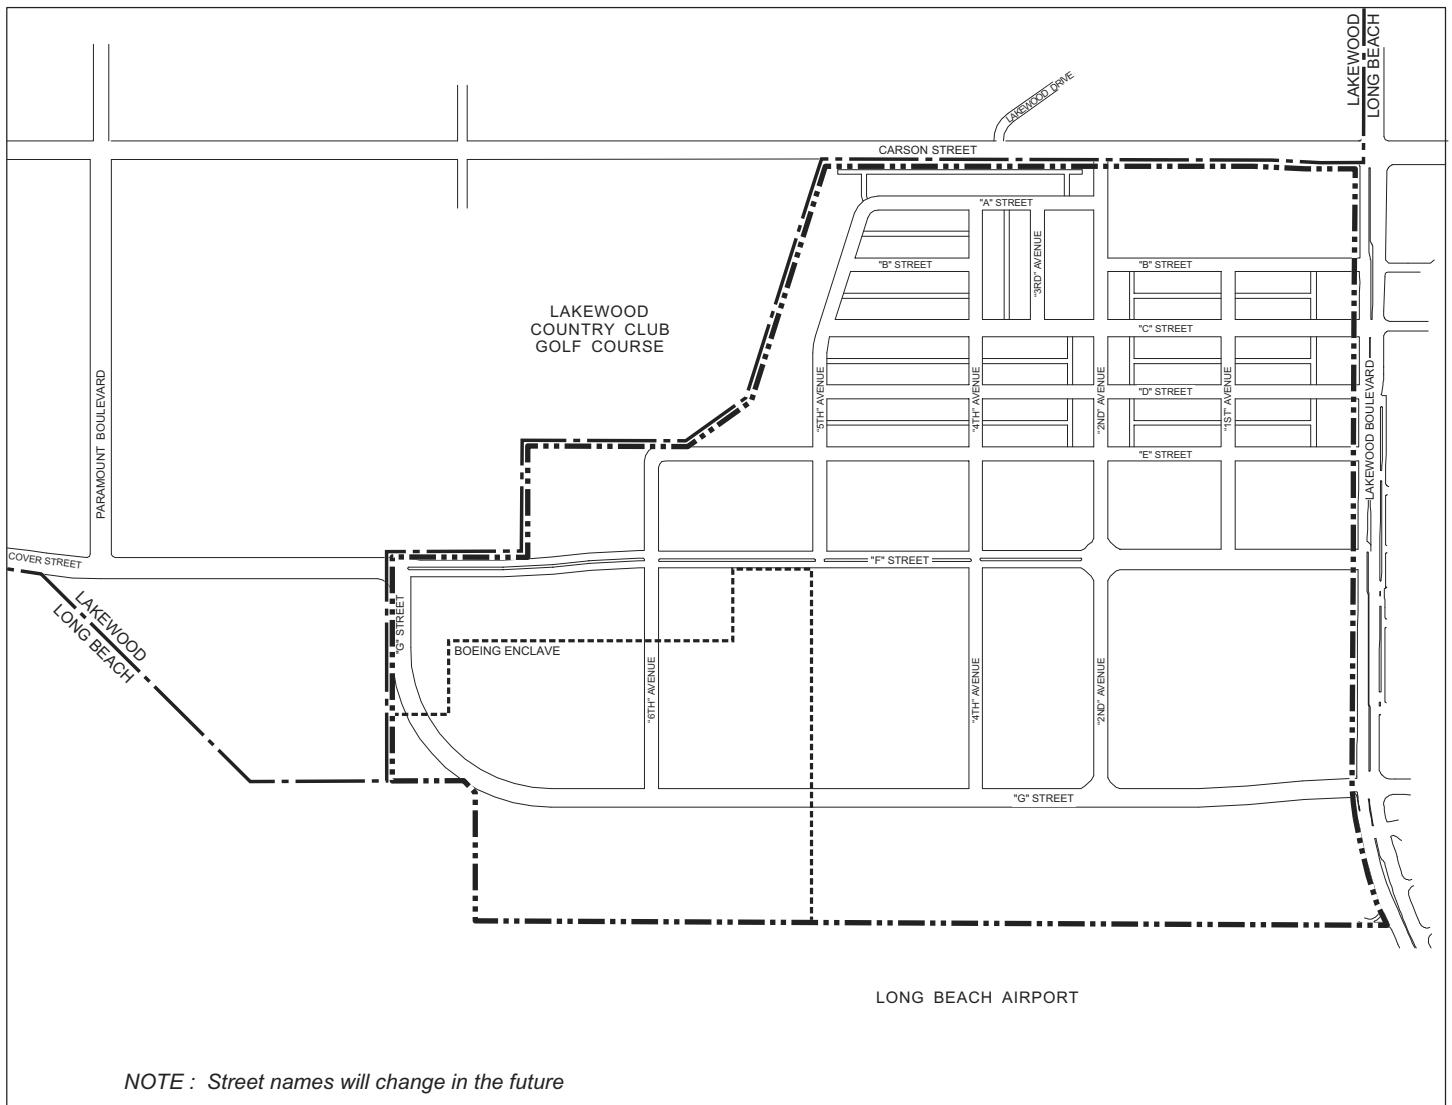 LAKEWOOD
LONG BEACH
LAKEWOOD DRIVE
CARSON STREET
"A" STREET
"3RD" AVENUE
"B" STREET
"B" STREET
LAKEWOOD
COUNTRY CLUB
GOLF COURSE
"C" STREET
PARAMOUNT BOULEVARD
"5TH" AVENUE
"4TH" AVENUE
"2ND" AVENUE
"D" STREET
"1ST" AVENUE
LAKEWOOD BOULEVARD
"E" STREET
COVER STREET
"F" STREET
LAKEWOOD
LONG BEACH
"G" STREET
BOEING ENCLAVE
"6TH" AVENUE
"4TH" AVENUE
"2ND" AVENUE
"G" STREET
LONG BEACH AIRPORT
NOTE : Street names will change in the future